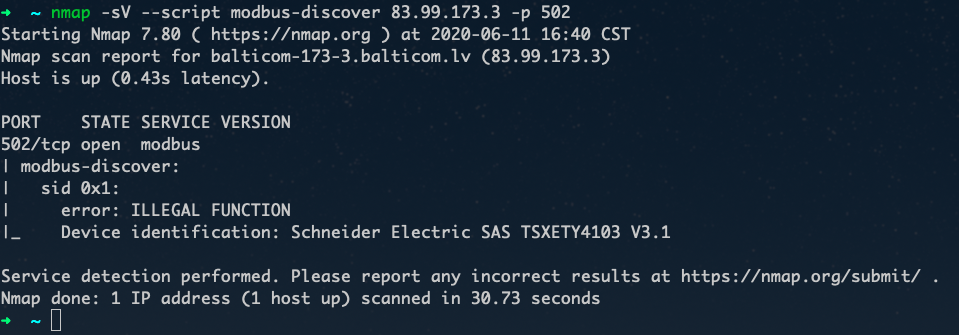 ➜  ~ nmap -sV --script modbus-discover 83.99.173.3 -p 502
Starting Nmap 7.80 ( https://nmap.org ) at 2020-06-11 16:40 CST
Nmap scan report for balticom-173-3.balticom.lv (83.99.173.3)
Host is up (0.43s latency).

PORT    STATE SERVICE VERSION
502/tcp open  modbus
| modbus-discover:
|   sid 0x1:
|     error: ILLEGAL FUNCTION
|_    Device identification: Schneider Electric SAS TSXETY4103 V3.1

Service detection performed. Please report any incorrect results at https://nmap.org/submit/ .
Nmap done: 1 IP address (1 host up) scanned in 30.73 seconds
➜  ~